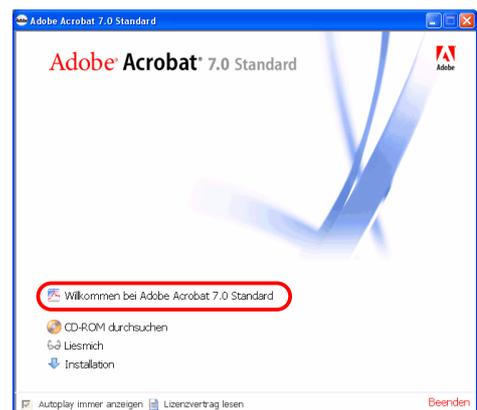 Adobe Acrobat 7.0 Standard
Adobe® Acrobat® 7.0 Standard
Adobe
Willkommen bei Adobe Acrobat 7.0 Standard
CD-ROM durchsuchen
Liesmich
Installation
Autoplay immer anzeigen Lizenzvertrag lesen Beenden